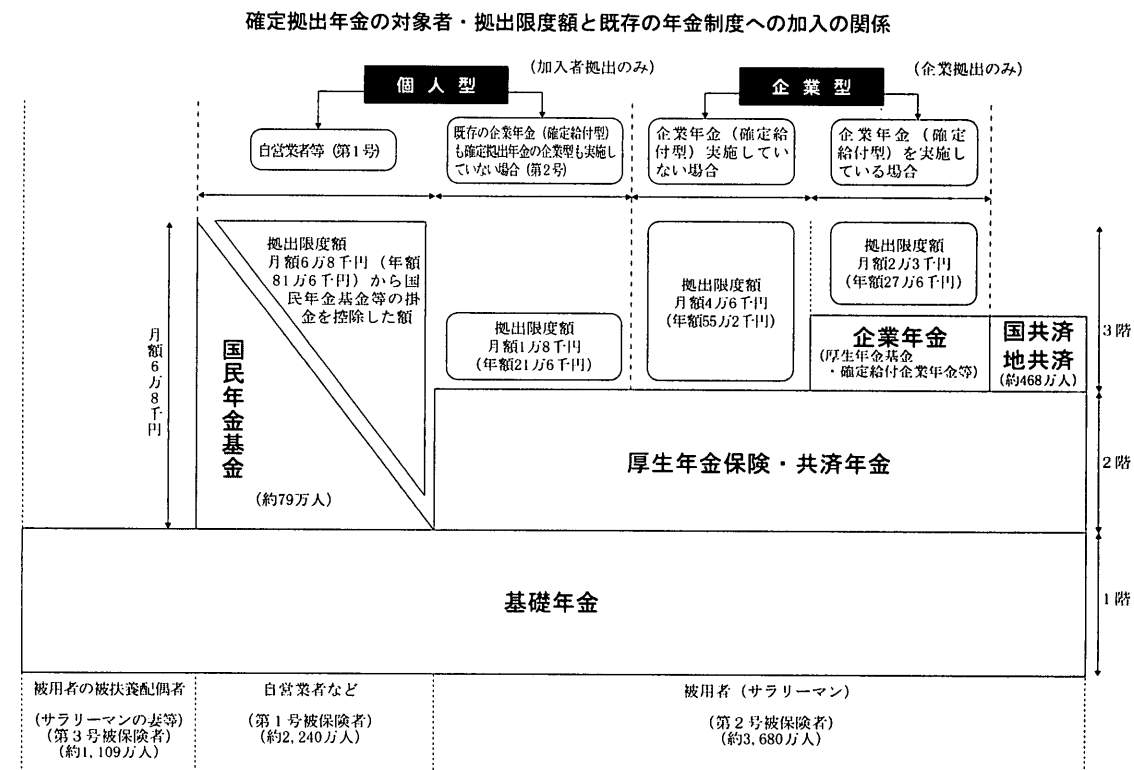 確定拠出年金の対象者・拠出限度額と既存の年金制度への加入の関係
個人型
(加入者拠出のみ)
企業型
(企業拠出のみ)
自営業者等(第1号)
既存の企業年金(確定給付型)
も確定拠出年金の企業型も実施し
ていない場合(第2号)
企業年金(確定給
付型)実施してい
ない場合
企業年金(確定
給付型)を実施し
ている場合
月額6万8千円
国民年金基金
(約79万人)
拠出限度額
月額6万8千円(年額
81万6千円)から国
民年金基金等の掛
金を控除した額
拠出限度額
月額1万8千円
(年額21万6千円)
拠出限度額
月額4万6千円
(年額55万2千円)
拠出限度額
月額2万3千円
(年額27万6千円)
企業年金
(厚生年金基金
・確定給付企業年金等)
国共済
地共済
(約468万人)
3階
厚生年金保険・共済年金
2階
基礎年金
1階
被用者の被扶養配偶者
(サラリーマンの妻等)
(第3号被保険者)
(約1,109万人)
自営業者など
(第1号被保険者)
(約2,240万人)
被用者(サラリーマン)
(第2号被保険者)
(約3,680万人)